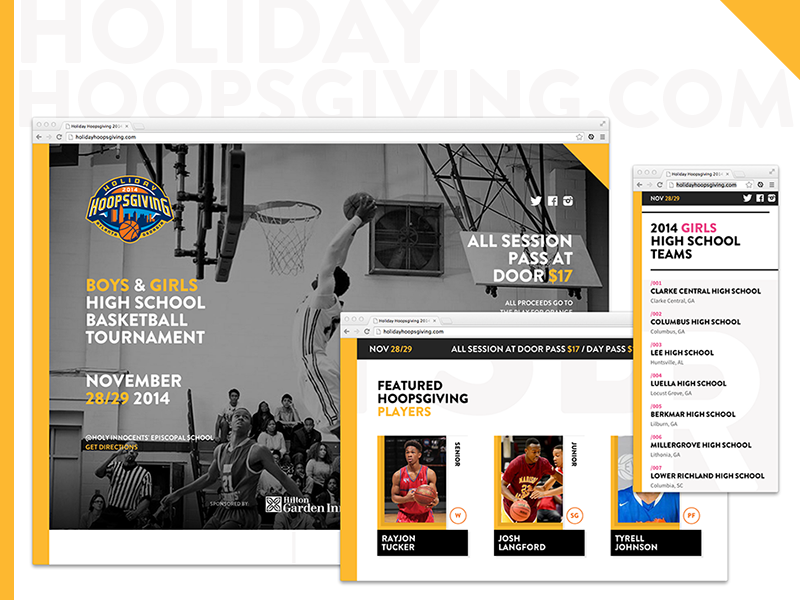 HOLIDAY
HOOPSGIVING.COM
Holiday Hoopsgiving 2014
holidayhoopsgiving.com
HOLIDAY
2014
HOOPSGIVING
ATLANTA GEORGIA
BOYS & GIRLS
HIGH SCHOOL
BASKETBALL
TOURNAMENT
NOVEMBER
28/29 2014
@HOLY INNOCENTS' EPISCOPAL SCHOOL
GET DIRECTIONS
ALL SESSION
PASS AT
DOOR $17
ALL PROCEEDS GO TO
THE PLAY FOR ORANGE
SPONSORED BY:
Hilton
Garden Inn
Holiday Hoopsgiving 2014
holidayhoopsgiving.com
NOV 28/29
ALL SESSION AT DOOR PASS $17 / DAY PASS $
FEATURED
HOOPSGIVING
PLAYERS
SENIOR
W
RAYJON
TUCKER
JUNIOR
SG
JOSH
LANGFORD
PF
TYRELL
JOHNSON
Holiday Hoopsgiving 2014
holidayhoopsgiving.com
NOV 28/29
2014 GIRLS
HIGH SCHOOL
TEAMS
/001
CLARKE CENTRAL HIGH SCHOOL
Clarke Central, GA
/002
COLUMBUS HIGH SCHOOL
Columbus, GA
/003
LEE HIGH SCHOOL
Huntsville, AL
/004
LUELLA HIGH SCHOOL
Locust Grove, GA
/005
BERKMAR HIGH SCHOOL
Lilburn, GA
/006
MILLERGROVE HIGH SCHOOL
Lithonia, GA
/007
LOWER RICHLAND HIGH SCHOOL
Columbia, SC